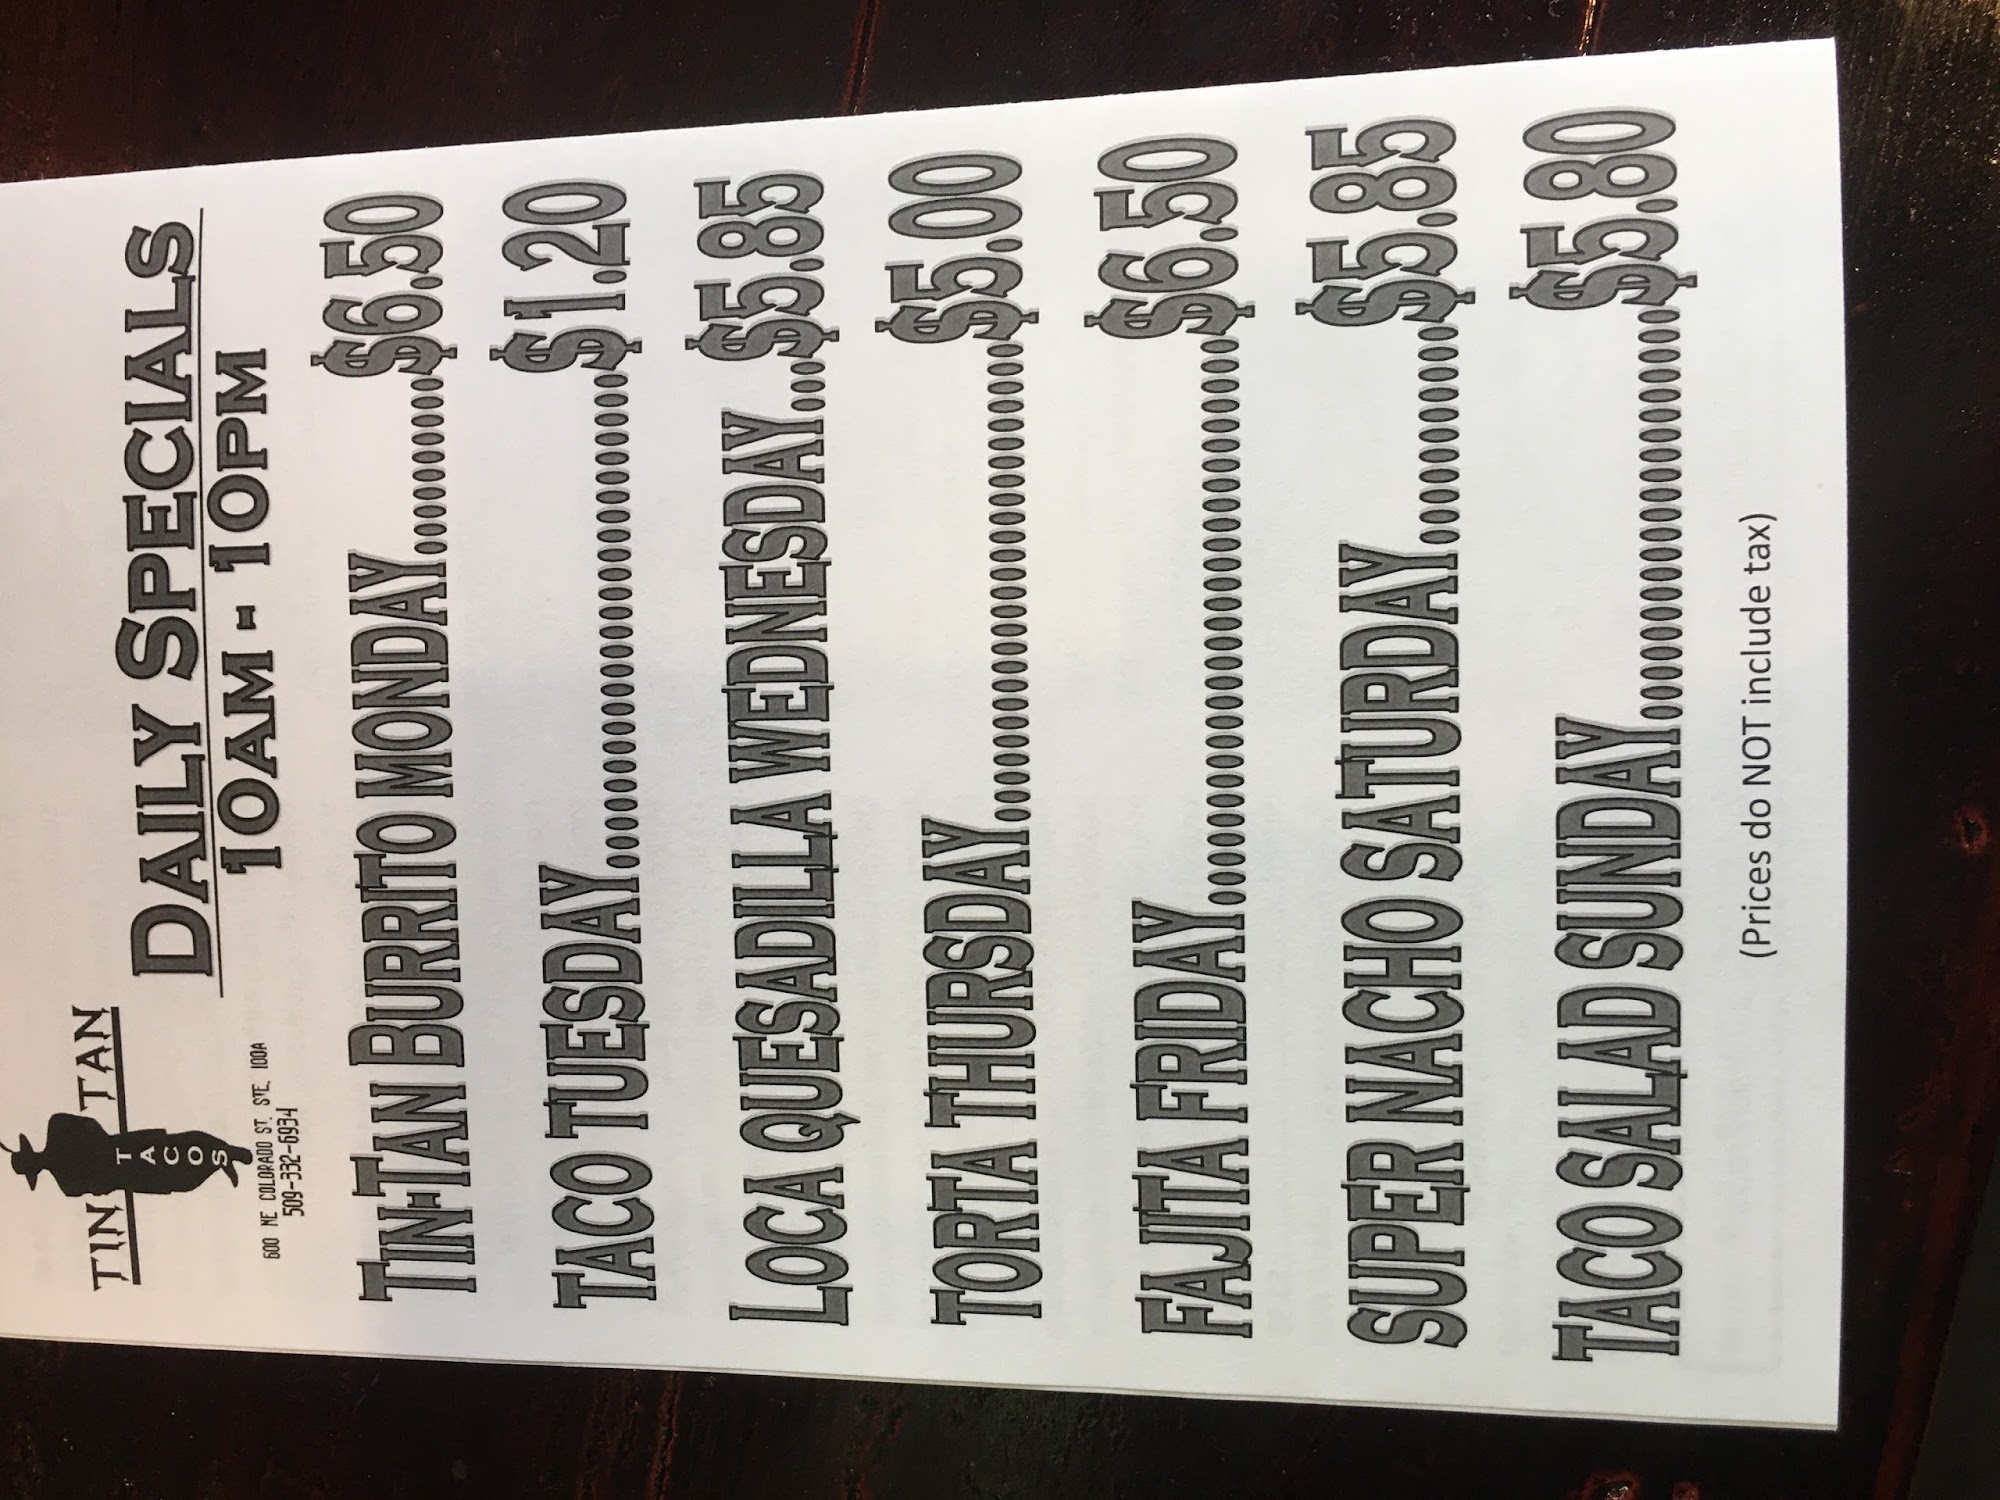 TIN TAN
TACOS
600 NE COLORADO ST. STE. 100A
509-332-6934
DAILY SPECIALS
10AM - 10PM
TIN-TAN BURRITO MONDAY............$6.50
TACO TUESDAY..............................$1.20
LOCA QUESADILLA WEDNESDAY....$5.85
TORTA THURSDAY.............................$5.00
FAJITA FRIDAY..................................$6.50
SUPER NACHO SATURDAY.............$5.85
TACO SALAD SUNDAY........................$5.80
(Prices do NOT include tax)